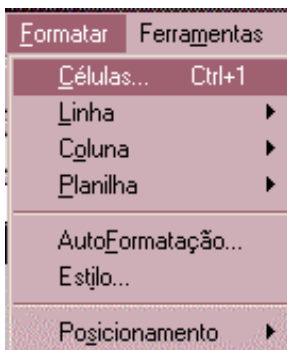 Formatar Ferramentas
Células... Ctrl+1
Linha
Coluna
Planilha
AutoFormatação...
Estilo...
Posicionamento